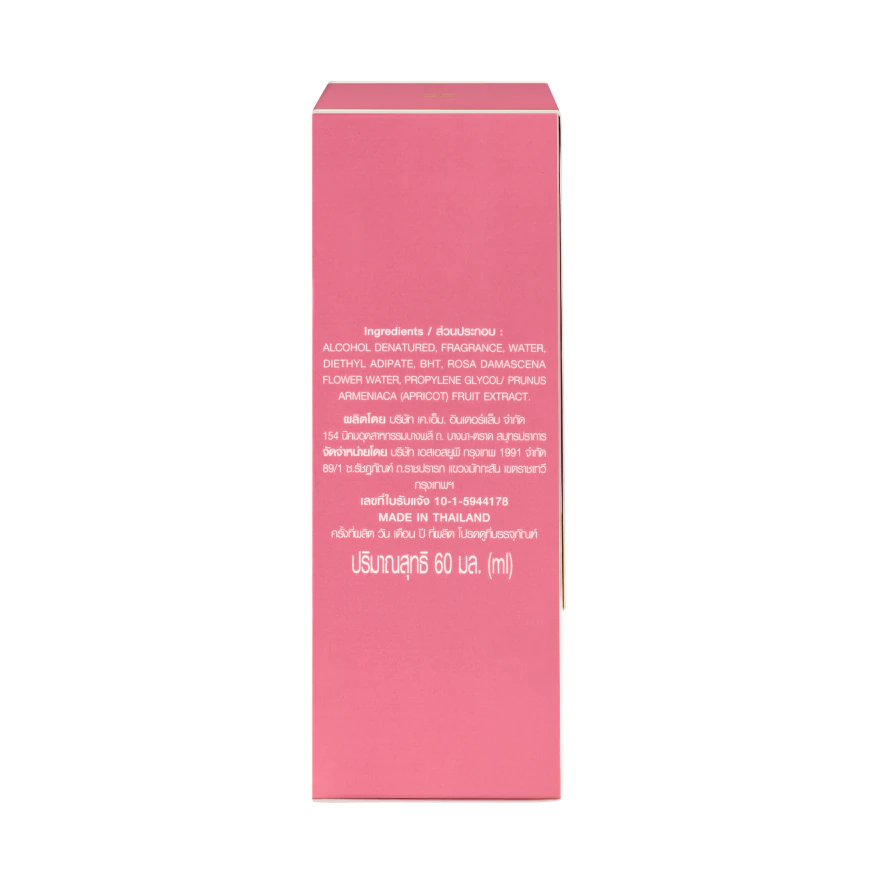 Ingredients / ส่วนประกอบ :
ALCOHOL DENATURED, FRAGRANCE, WATER,
DIETHYL ADIPATE, BHT, ROSA DAMASCENA
FLOWER WATER, PROPYLENE GLYCOL/ PRUNUS
ARMENIACA (APRICOT) FRUIT EXTRACT.
ผลิตโดย บริษัท เค.เอ็ม. อินเตอร์แล็บ จำกัด
154 นิคมอุตสาหกรรมบางพลี ถ. บางนา-ตราด สมุทรปราการ
จัดจำหน่ายโดย บริษัท เอสเอสยูพี กรุงเทพ 1991 จำกัด
89/1 ซ.รัชฏภัณฑ์ ถ.ราชปรารภ แขวงมักกะสัน เขตราชเทวี
กรุงเทพฯ
เลขที่ใบรับแจ้ง 10-1-5944178
MADE IN THAILAND
ครั้งที่ผลิต วัน เดือน ปี ที่ผลิต โปรดดูที่บรรจุภัณฑ์
ปริมาณสุทธิ 60 มล. (ml)